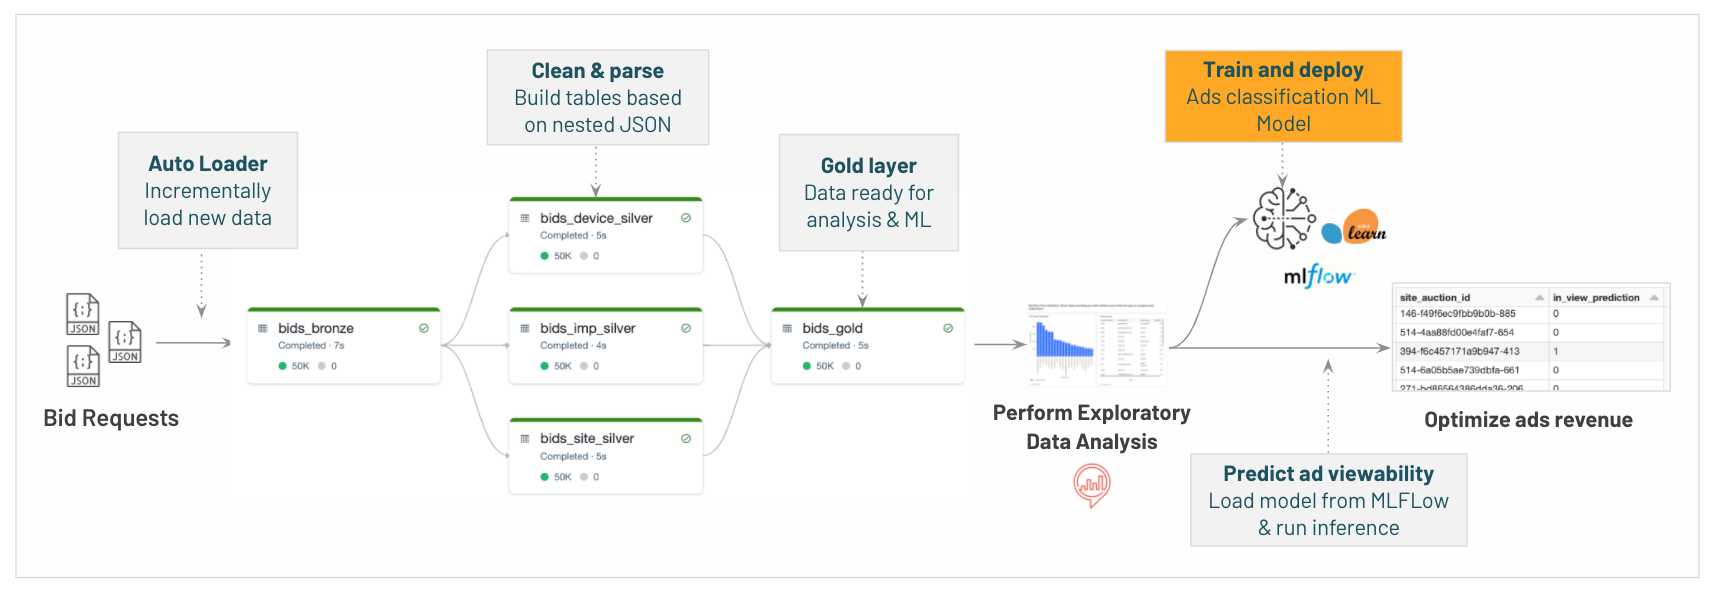 Auto Loader
Incrementally
load new data
JSON
JSON
JSON
Bid Requests
bids_bronze
Completed · 7s
50K 0
Clean & parse
Build tables based
on nested JSON
bids_device_silver
Completed · 5s
50K 0
bids_imp_silver
Completed · 4s
50K 0
bids_site_silver
Completed · 5s
50K 0
Gold layer
Data ready for
analysis & ML
bids_gold
Completed · 5s
50K 0
Perform Exploratory
Data Analysis
Train and deploy
Ads classification ML
Model
learn
mlflow
site_auction_id in_view_prediction
146-f49f6ec9fbb9b0b-885 0
514-4aa88fd00e4faf7-654 0
394-f6c457171a9b947-413 1
514-6a05b5ae739dbfa-661 0
271-bd86564386dda36-206 0
Optimize ads revenue
Predict ad viewability
Load model from MLFLow
& run inference